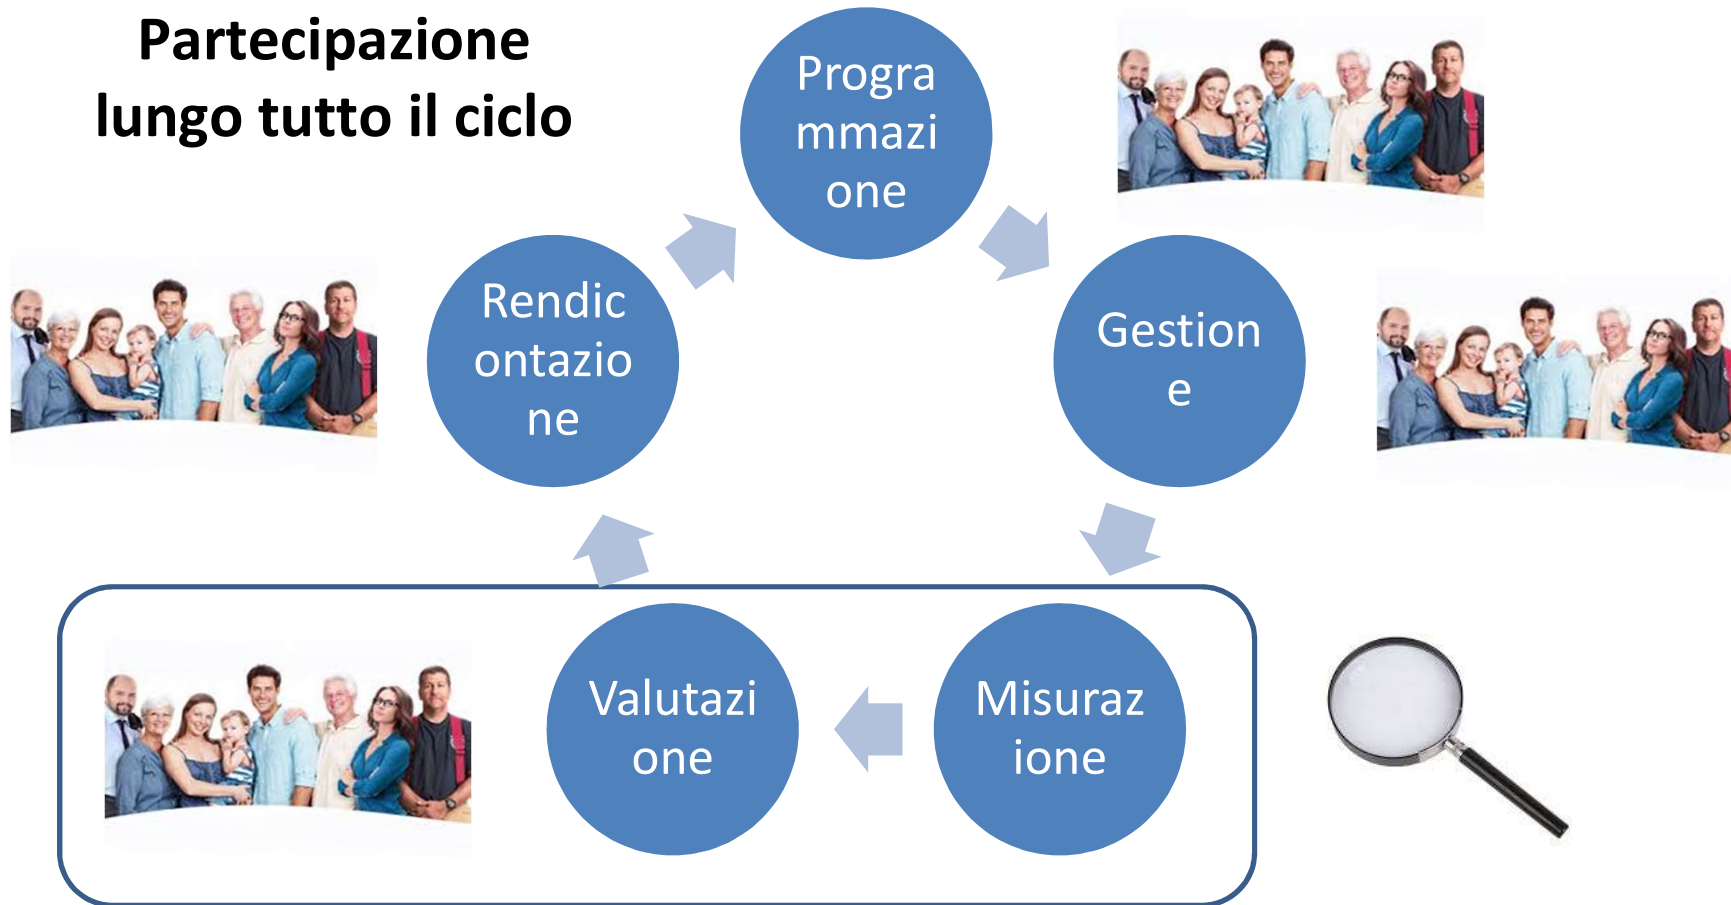 Partecipazione
lungo tutto il ciclo
Progra
mmazi
one
Gestion
e
Misuraz
ione
Valutazi
one
Rendic
ontazio
ne